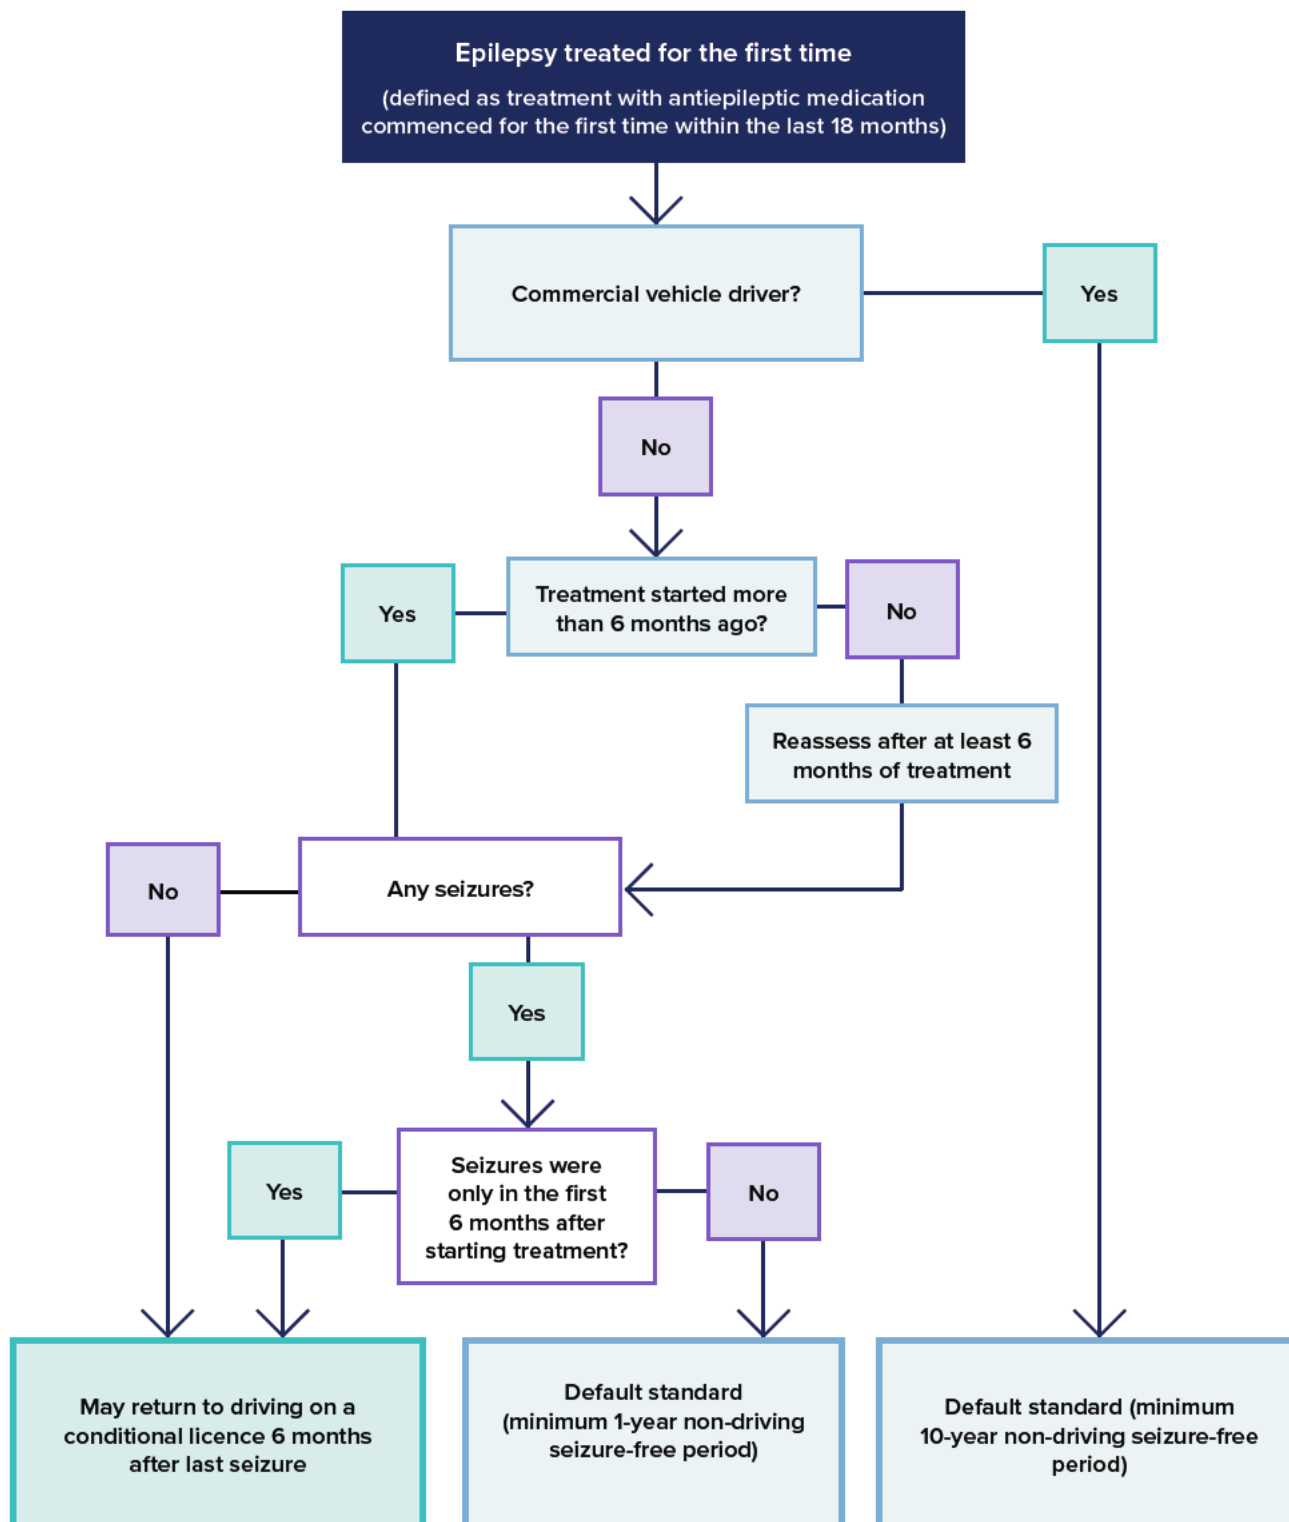 Epilepsy treated for the first time
(defined as treatment with antiepileptic medication
commenced for the first time within the last 18 months)
Commercial vehicle driver?
Yes
No
Treatment started more
than 6 months ago?
Yes
No
Reassess after at least 6
months of treatment
Any seizures?
No
Yes
Seizures were
only in the first
6 months after
starting treatment?
Yes
No
May return to driving on a
conditional licence 6 months
after last seizure
Default standard
(minimum 1-year non-driving
seizure-free period)
Default standard (minimum
10-year non-driving seizure-free
period)